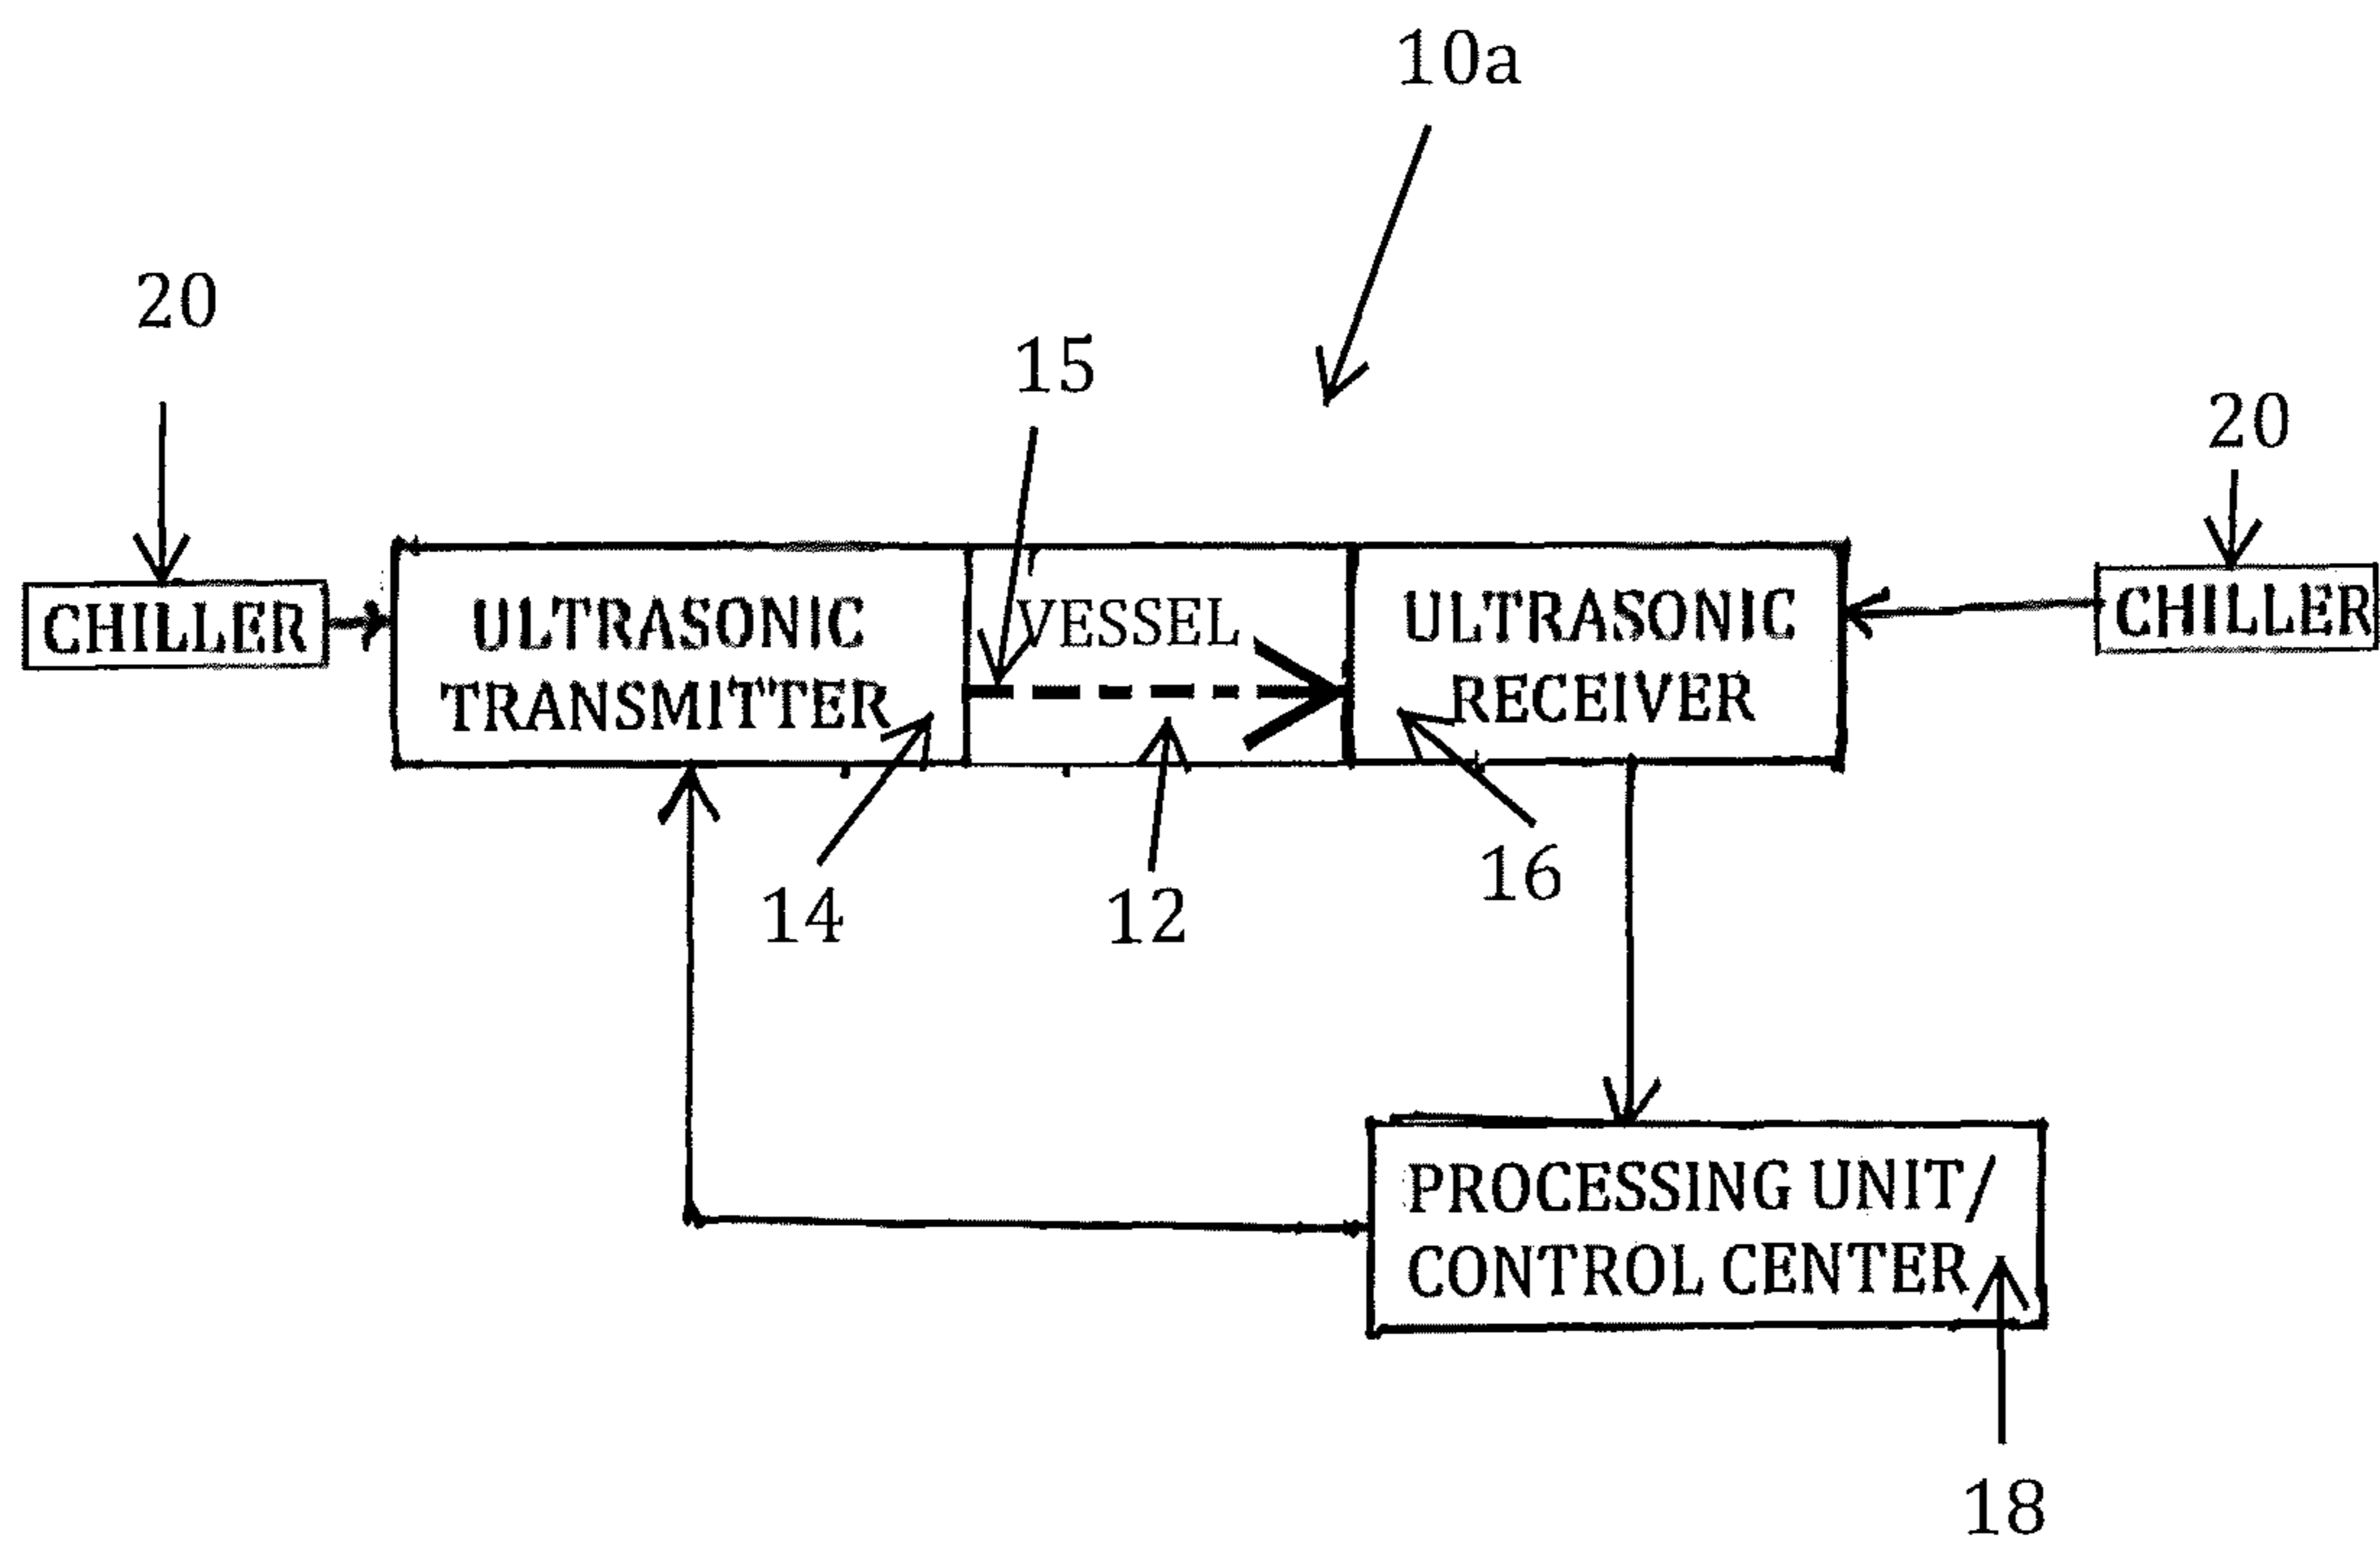 10a
20
15
20
CHILLER
ULTRASONIC
TRANSMITTER
VESSEL
ULTRASONIC
RECEIVER
CHILLER
14
12
16
PROCESSING UNIT/
CONTROL CENTER
18